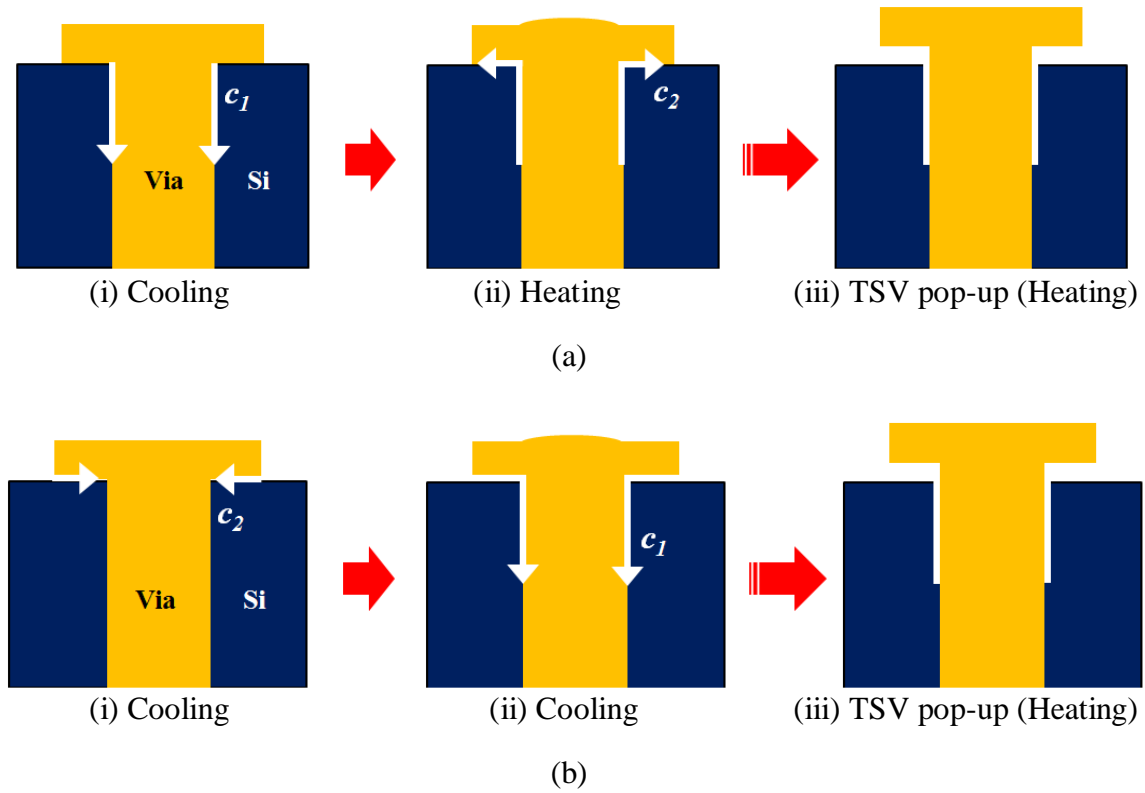 c1
Via
Si
(i) Cooling
c2
(ii) Heating
(iii) TSV pop-up (Heating)
(a)
c2
Via
Si
(i) Cooling
c1
(ii) Cooling
(iii) TSV pop-up (Heating)
(b)